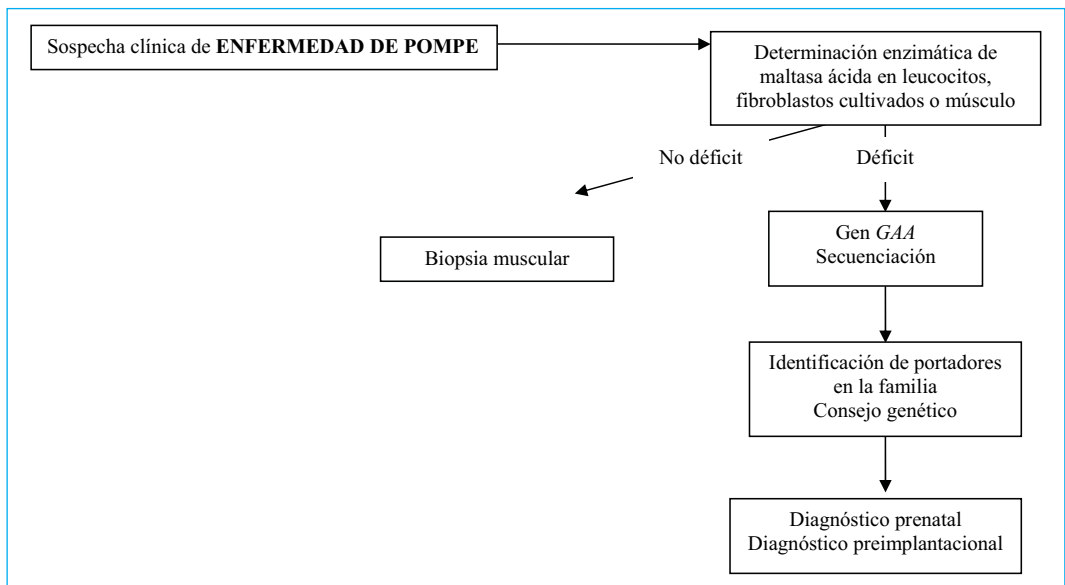 Sospecha clínica de ENFERMEDAD DE POMPE
Determinación enzimática de
maltasa ácida en leucocitos,
fibroblastos cultivados o músculo
No déficit
Déficit
Biopsia muscular
Gen GAA
Secuenciación
Identificación de portadores
en la familia
Consejo genético
Diagnóstico prenatal
Diagnóstico preimplantacional